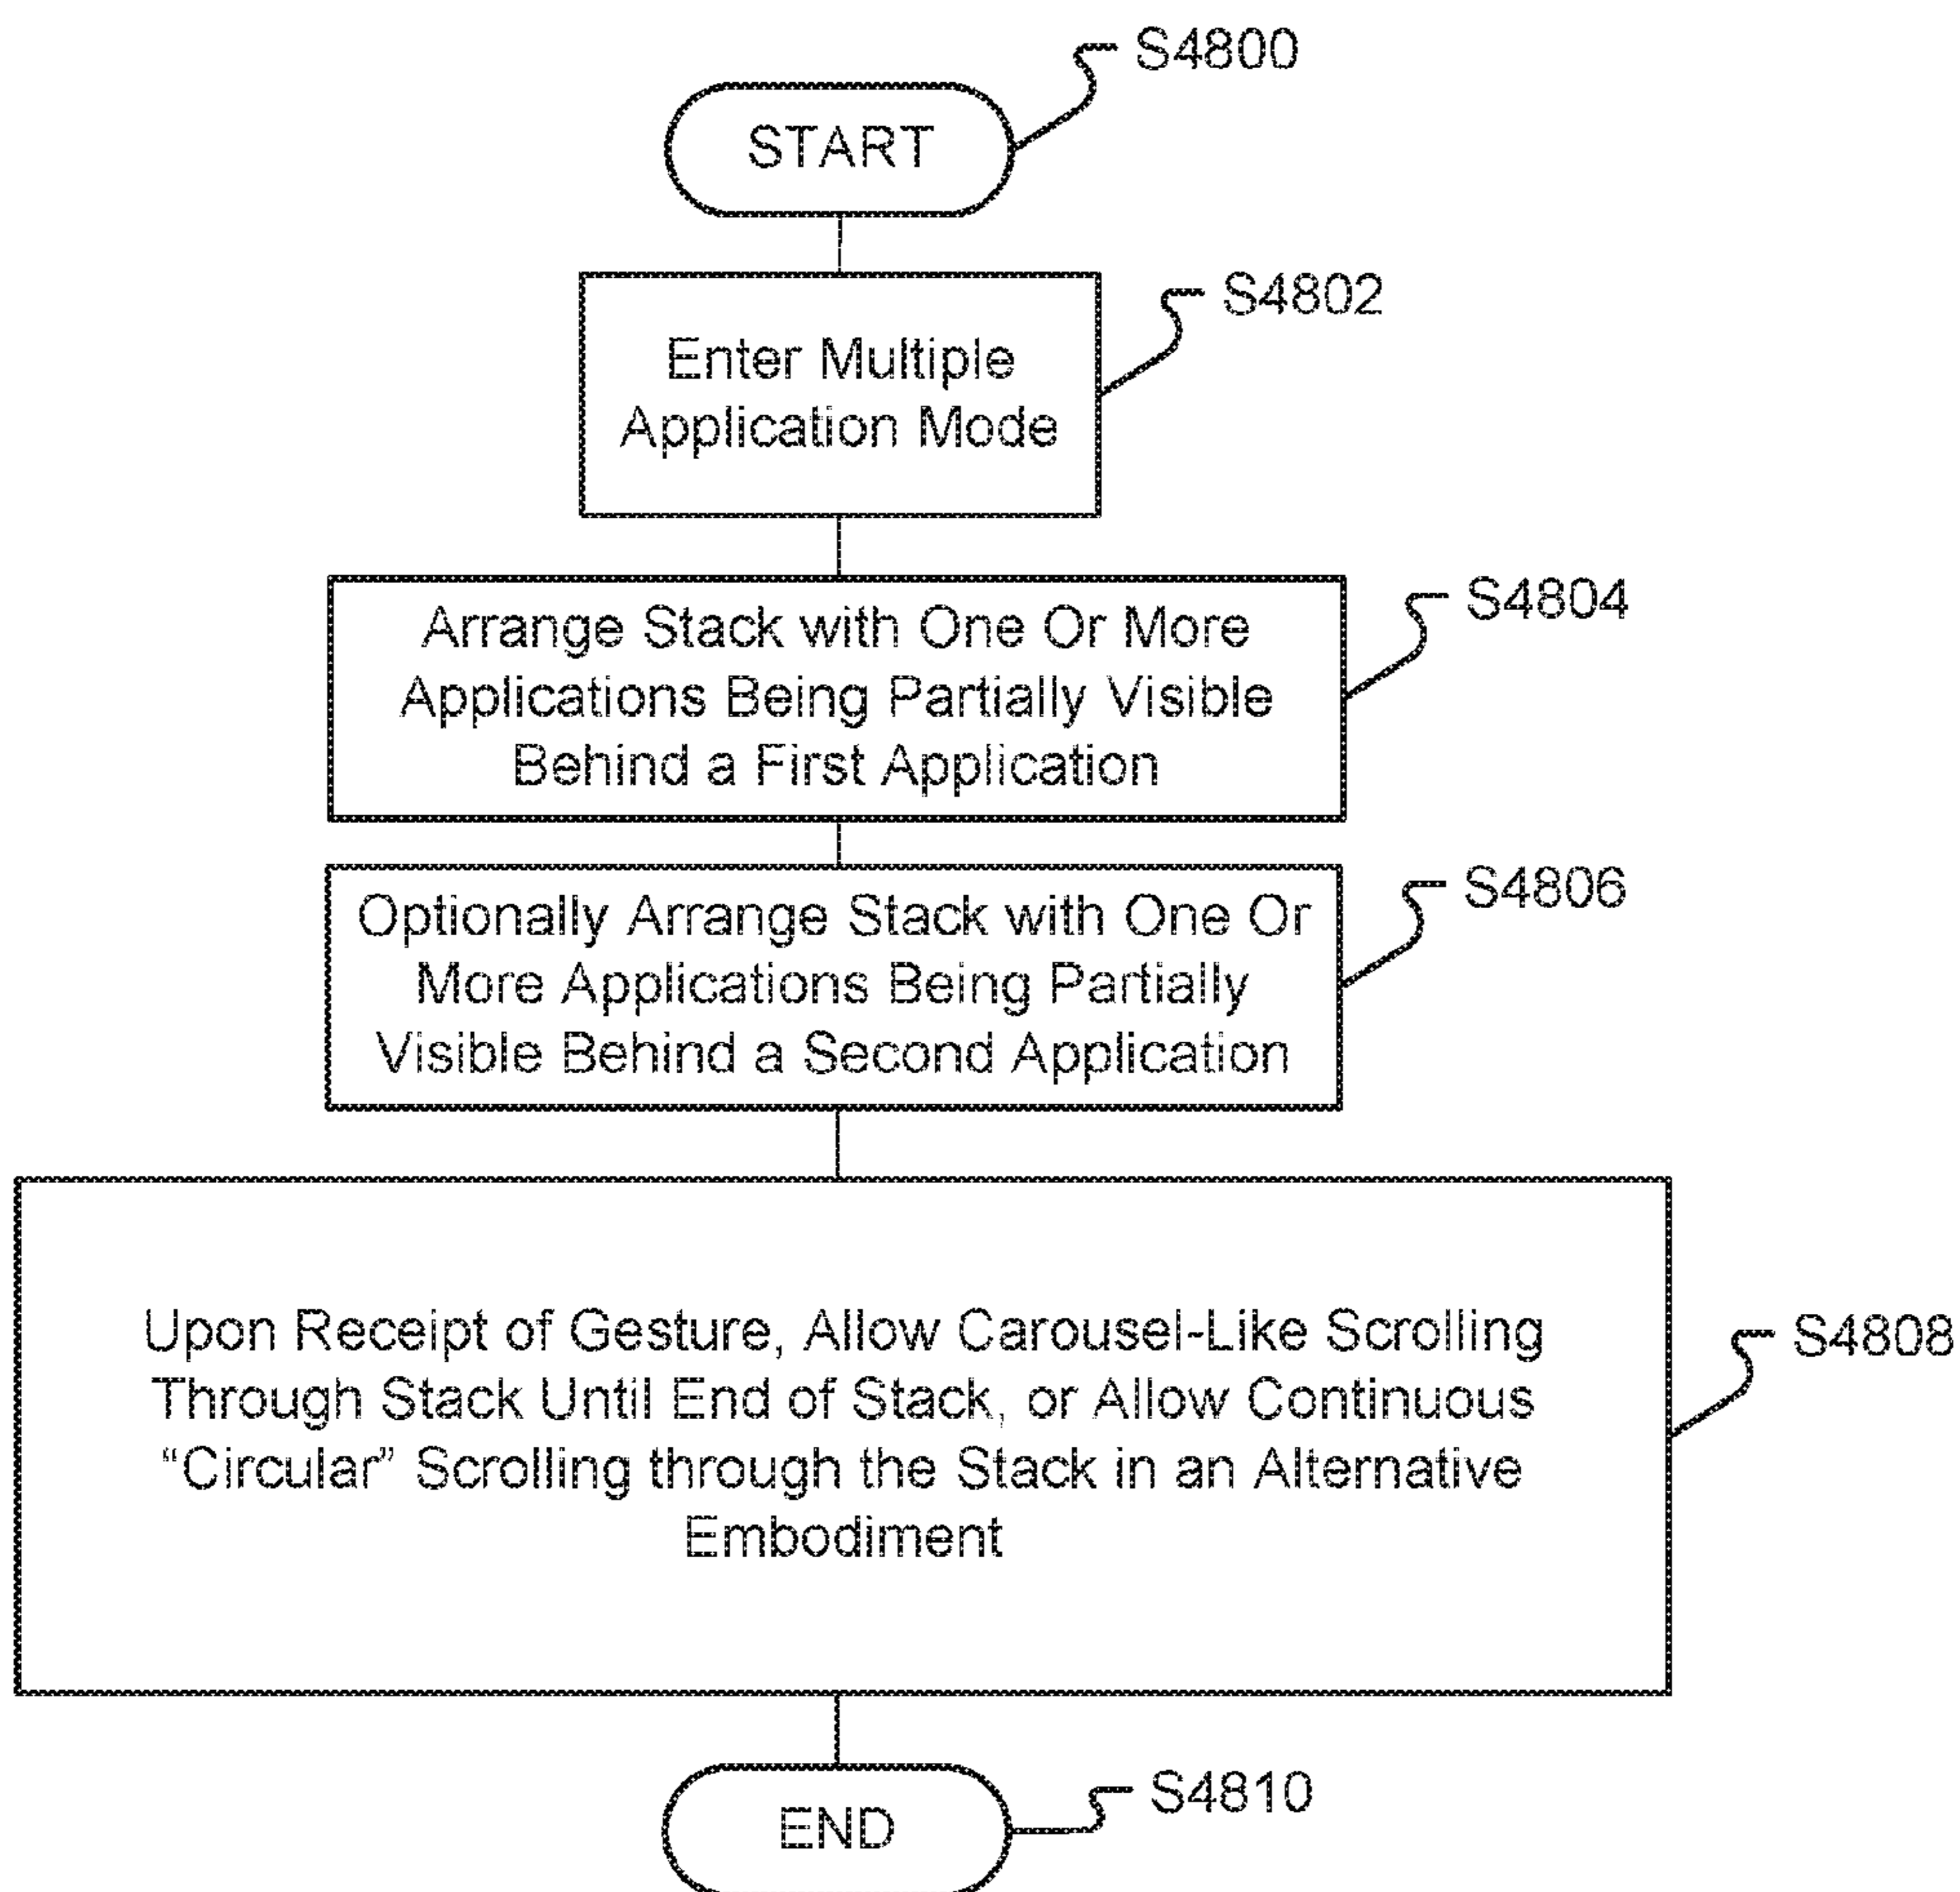 S4800
START
S4802
Enter Multiple
Application Mode
S4804
Arrange Stack with One Or More
Applications Being Partially Visible
Behind a First Application
S4806
Optionally Arrange Stack with One Or
More Applications Being Partially
Visible Behind a Second Application
S4808
Upon Receipt of Gesture, Allow Carousel-Like Scrolling
Through Stack Until End of Stack, or Allow Continuous
“Circular” Scrolling through the Stack in an Alternative
Embodiment
S4810
END